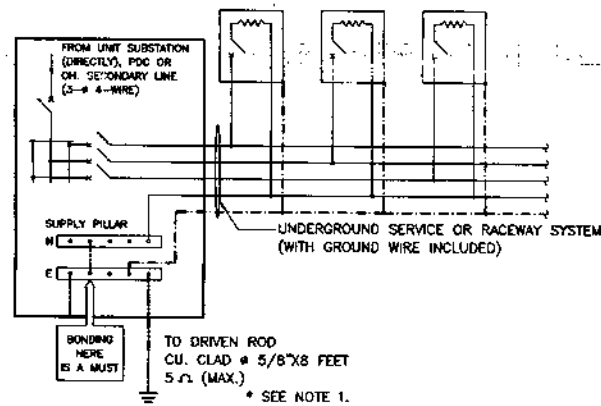 FROM UNIT SUBSTATION
(DIRECTLY), PDC OR
OH. SECONDARY LINE
(3-ø 4-WIRE)
SUPPLY PILLAR
N
E
UNDERGROUND SERVICE OR RACEWAY SYSTEM
(WITH GROUND WIRE INCLUDED)
BONDING
HERE
IS A MUST
TO DRIVEN ROD
CU. CLAD ø 5/8"X8 FEET
5 Ω (MAX.)
* SEE NOTE 1.